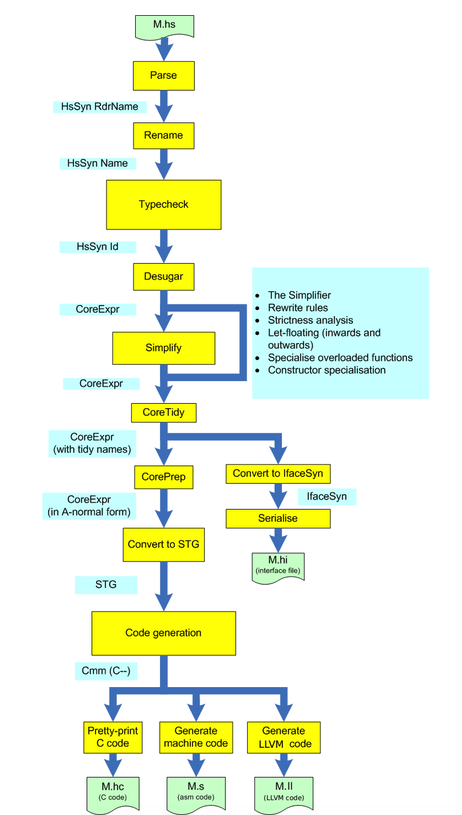 M.hs
Parse
HsSyn RdrName
Rename
HsSyn Name
Typecheck
HsSyn Id
Desugar
CoreExpr
• The Simplifier
• Rewrite rules
• Strictness analysis
• Let-floating (inwards and
outwards)
• Specialise overloaded functions
• Constructor specialisation
Simplify
CoreExpr
CoreTidy
CoreExpr
(with tidy names)
CorePrep
Convert to IfaceSyn
CoreExpr
(in A-normal form)
IfaceSyn
Serialise
Convert to STG
M.hi
(interface file)
STG
Code generation
Cmm (C--)
Pretty-print
C code
Generate
machine code
Generate
LLVM code
M.hc
(C code)
M.s
(asm code)
M.ll
(LLVM code)